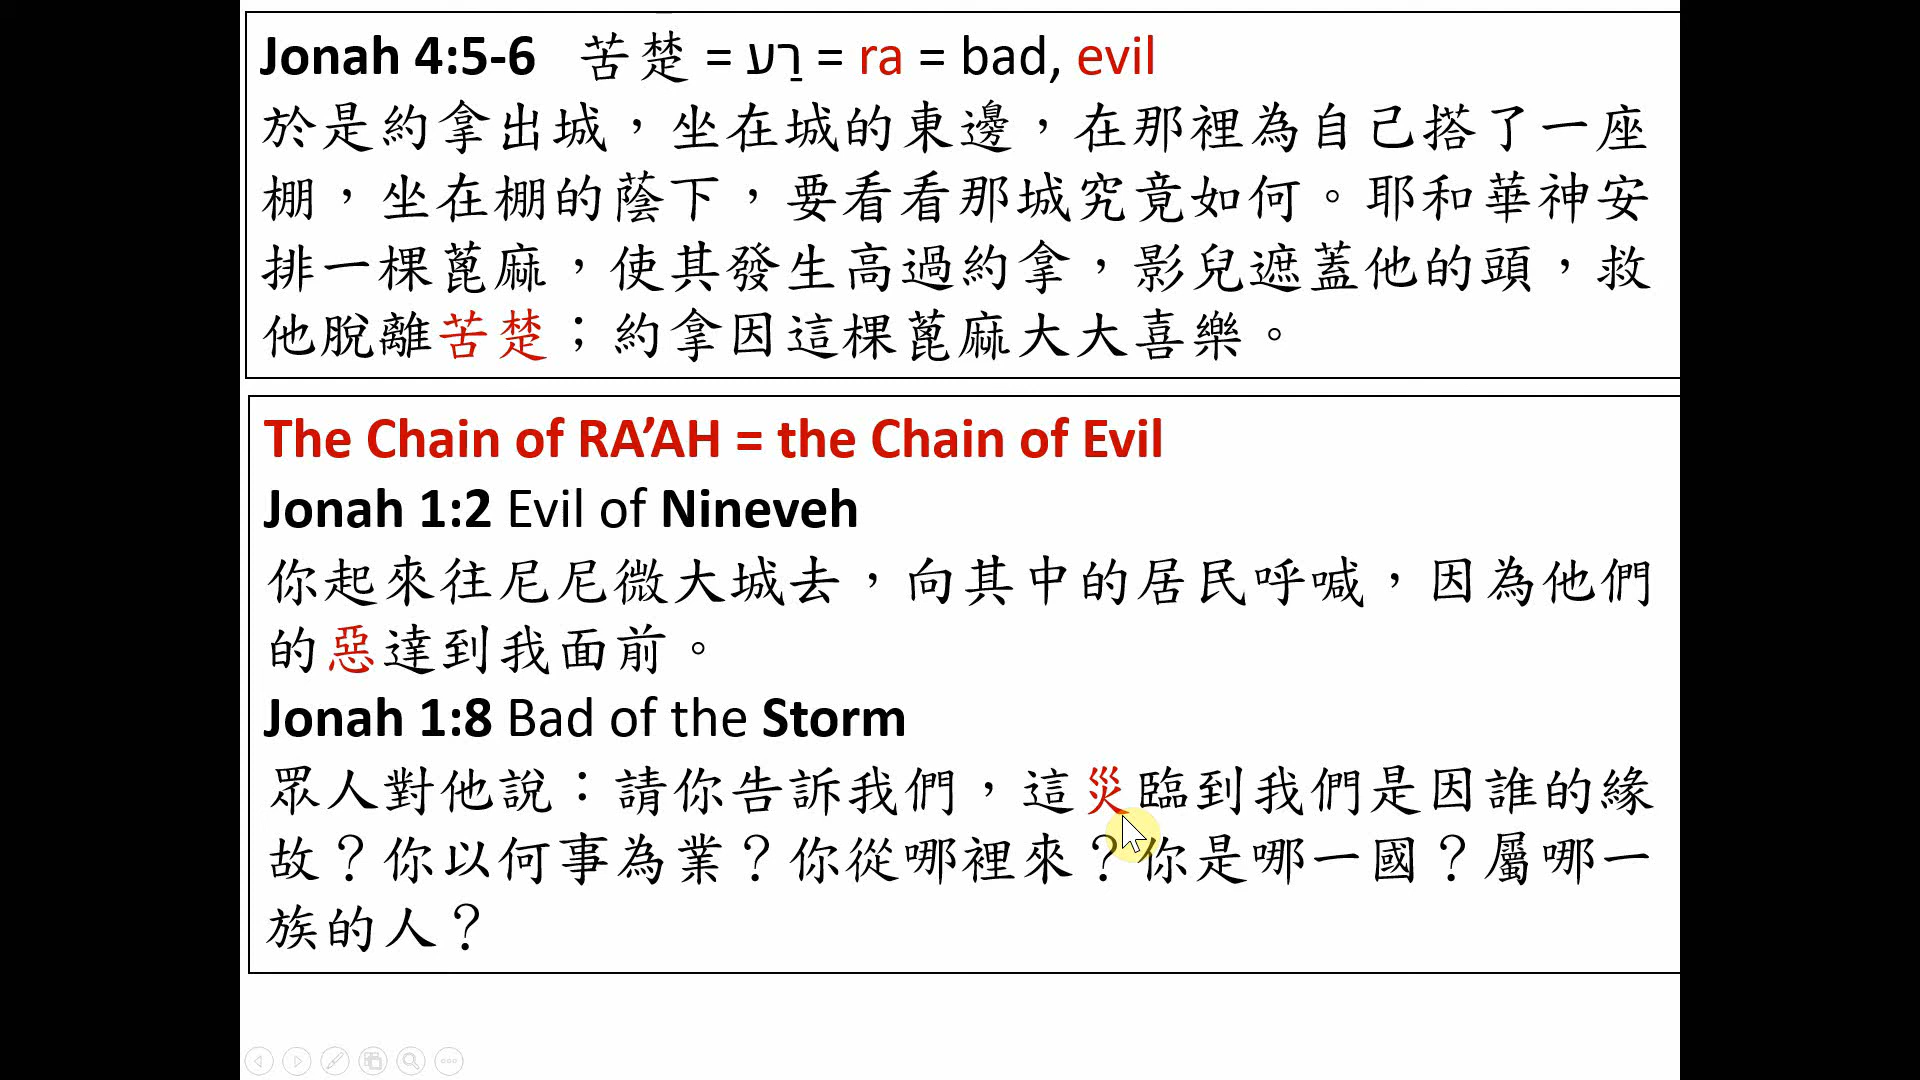 Jonah 4:5-6 苦楚 = רַע = ra = bad, evil
於是約拿出城，坐在城的東邊，在那裡為自己搭了一座
棚，坐在棚的蔭下，要看看那城究竟如何。耶和華神安
排一棵蓖麻，使其發生高過約拿，影兒遮蓋他的頭，救
他脫離苦楚；約拿因這棵蓖麻大大喜樂。
The Chain of RA’AH = the Chain of Evil
Jonah 1:2 Evil of Nineveh
你起來往尼尼微大城去，向其中的居民呼喊，因為他們
的惡達到我面前。
Jonah 1:8 Bad of the Storm
眾人對他說：請你告訴我們，這災臨到我們是因誰的緣
故？你以何事為業？你從哪裡來？你是哪一國？屬哪一
族的人？